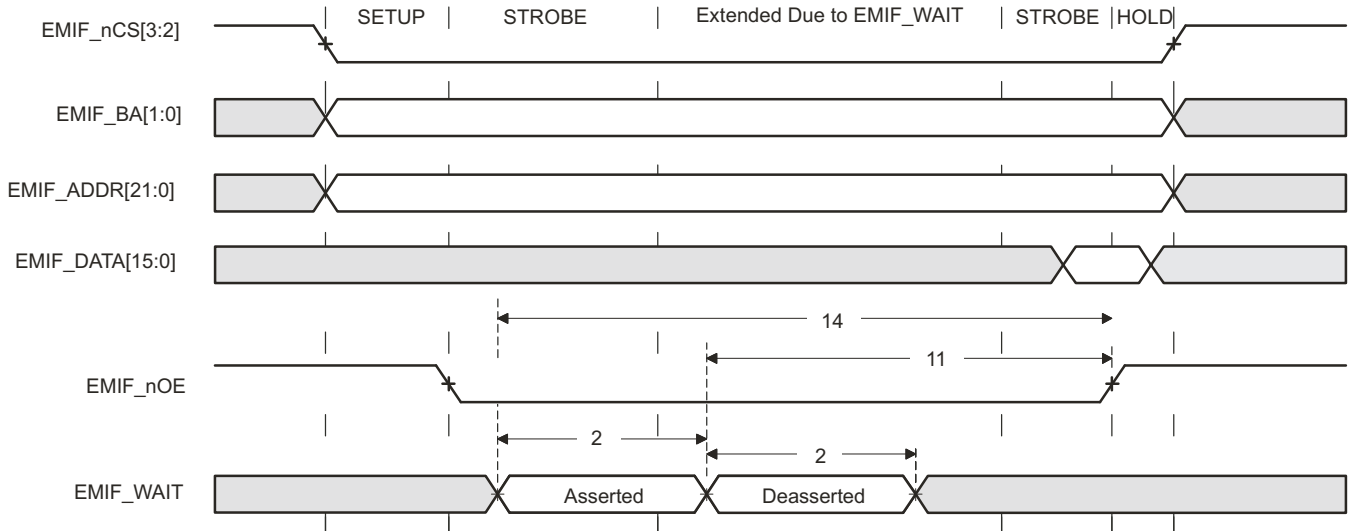 SETUP STROBE Extended Due to EMIF_WAIT STROBE HOLD
EMIF_nCS[3:2]
EMIF_BA[1:0]
EMIF_ADDR[21:0]
EMIF_DATA[15:0]
14
11
EMIF_nOE
2
2
EMIF_WAIT Asserted Deasserted